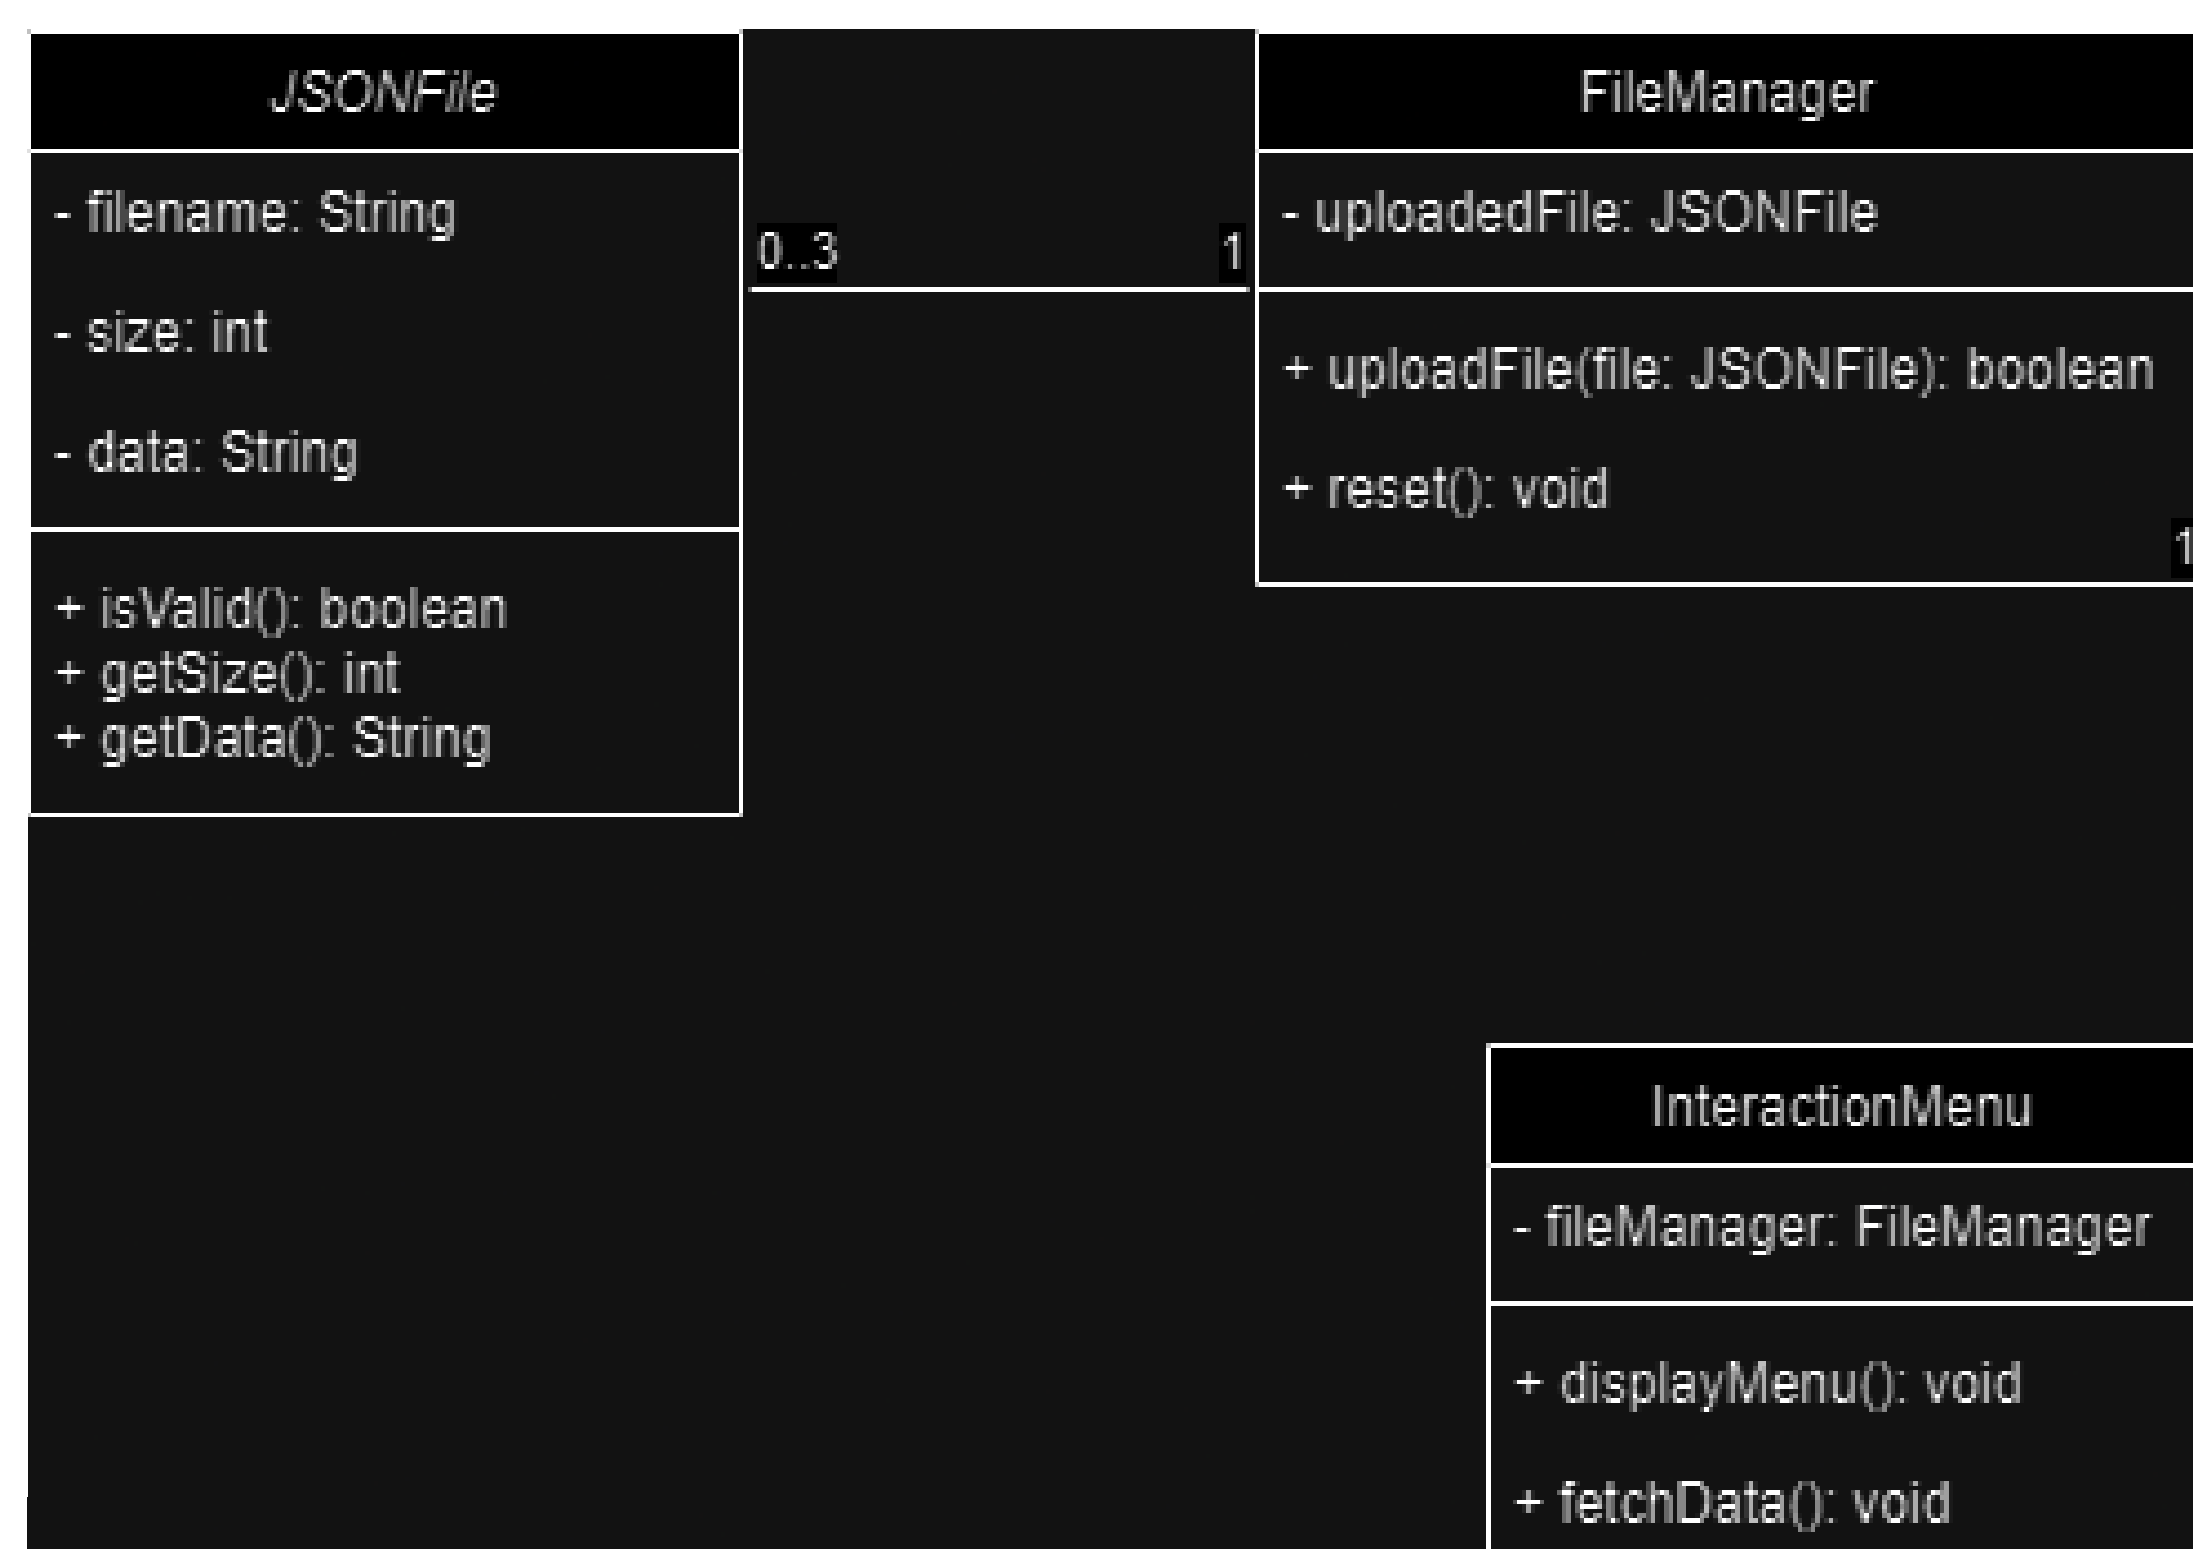 JSONFile
- filename: String
- size: int
- data: String
+ isValid(): boolean
+ getSize(): int
+ getData(): String
0..3
1
FileManager
- uploadedFile: JSONFile
+ uploadFile(file: JSONFile): boolean
+ reset(): void
1
InteractionMenu
- fileManager: FileManager
+ displayMenu(): void
+ fetchData(): void